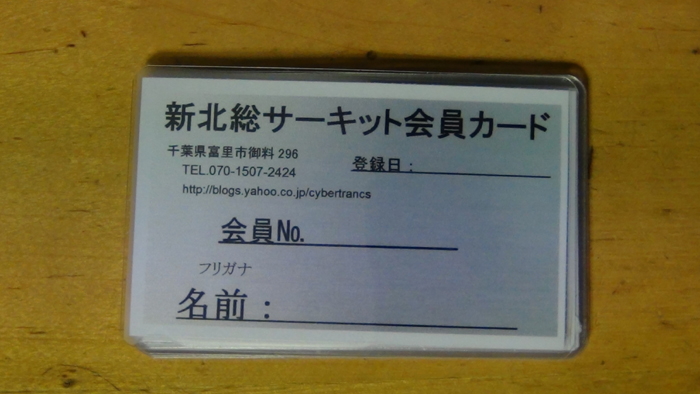 新北総サーキット会員カード
千葉県富里市御料 296
登録日：
TEL.070-1507-2424
http://blogs.yahoo.co.jp/cybertrancs
会員No.
フリガナ
名前：